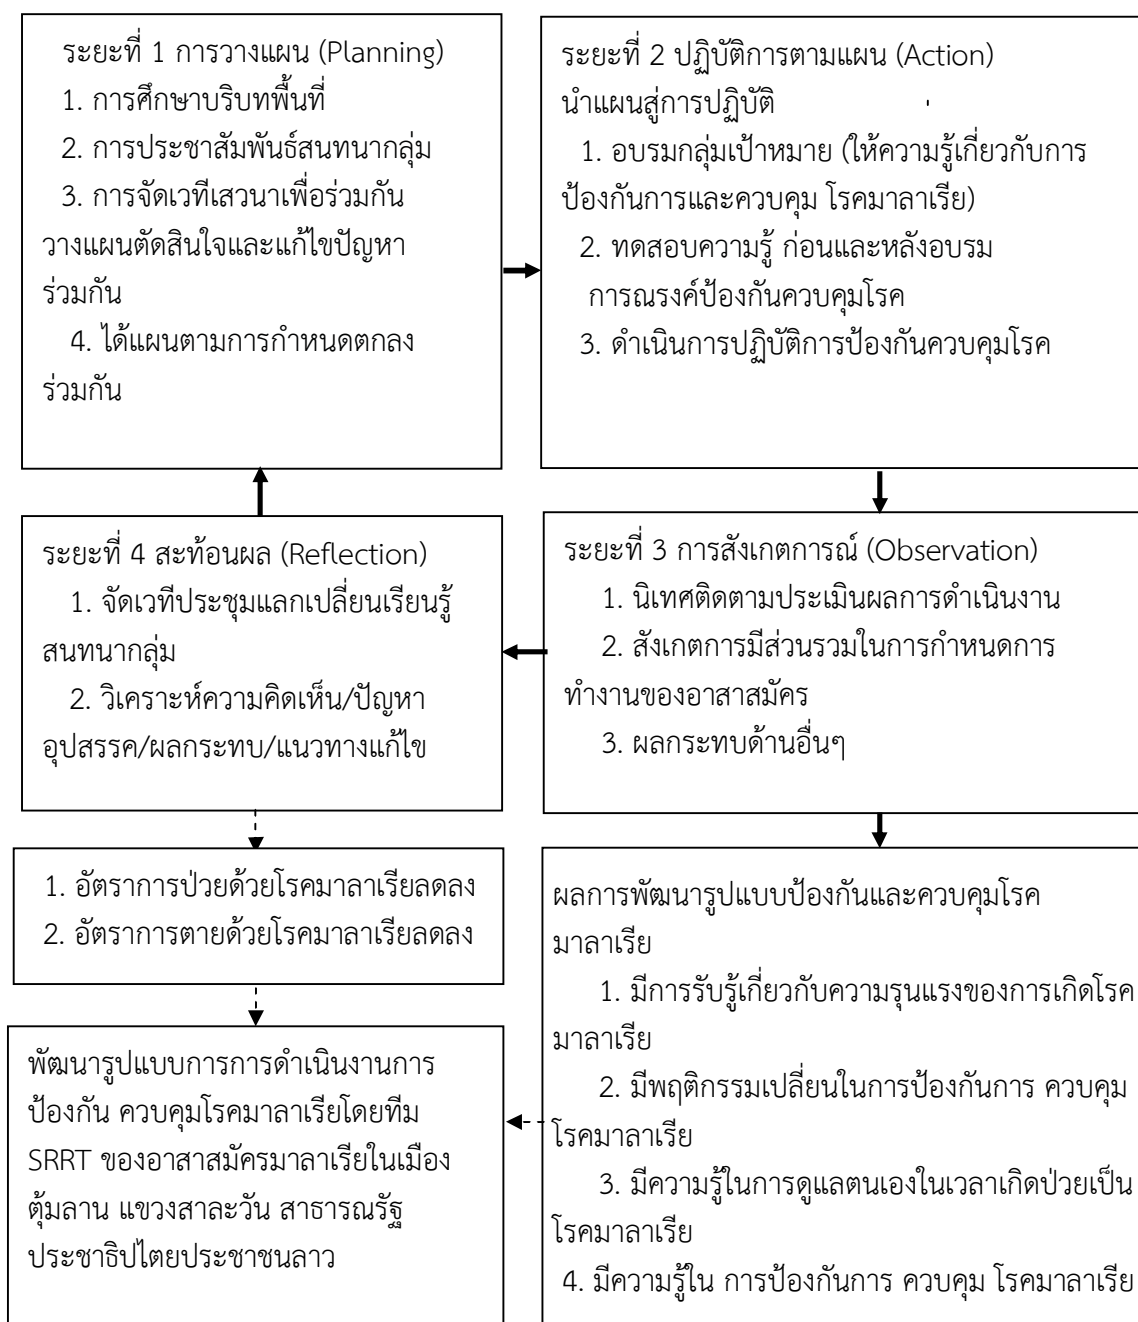 ระยะที่ 1 การวางแผน (Planning)
1. การศึกษาบริบทพื้นที่
2. การประชาสัมพันธ์สนทนากลุ่ม
3. การจัดเวทีเสวนาเพื่อร่วมกัน
วางแผนตัดสินใจและแก้ไขปัญหา
ร่วมกัน
4. ได้แผนตามการกำหนดตกลง
ร่วมกัน
ระยะที่ 2 ปฏิบัติการตามแผน (Action)
นำแผนสู่การปฏิบัติ
1. อบรมกลุ่มเป้าหมาย (ให้ความรู้เกี่ยวกับการ
ป้องกันการและควบคุม โรคมาลาเรีย)
2. ทดสอบความรู้ ก่อนและหลังอบรม
การณรงค์ป้องกันควบคุมโรค
3. ดำเนินการปฏิบัติการป้องกันควบคุมโรค
ระยะที่ 3 การสังเกตการณ์ (Observation)
1. นิเทศติดตามประเมินผลการดำเนินงาน
2. สังเกตการมีส่วนรวมในการกำหนดการ
ทำงานของอาสาสมัคร
3. ผลกระทบด้านอื่นๆ
ระยะที่ 4 สะท้อนผล (Reflection)
1. จัดเวทีประชุมแลกเปลี่ยนเรียนรู้
สนทนากลุ่ม
2. วิเคราะห์ความคิดเห็น/ปัญหา
อุปสรรค/ผลกระทบ/แนวทางแก้ไข
1. อัตราการป่วยด้วยโรคมาลาเรียลดลง
2. อัตราการตายด้วยโรคมาลาเรียลดลง
ผลการพัฒนารูปแบบป้องกันและควบคุมโรค
มาลาเรีย
1. มีการรับรู้เกี่ยวกับความรุนแรงของการเกิดโรค
มาลาเรีย
2. มีพฤติกรรมเปลี่ยนในการป้องกันการ ควบคุม
โรคมาลาเรีย
3. มีความรู้ในการดูแลตนเองในเวลาเกิดป่วยเป็น
โรคมาลาเรีย
4. มีความรู้ใน การป้องกันการ ควบคุม โรคมาลาเรีย
พัฒนารูปแบบการการดำเนินงานการ
ป้องกัน ควบคุมโรคมาลาเรียโดยทีม
SRRT ของอาสาสมัครมาลาเรียในเมือง
ตุ้มลาน แขวงสาละวัน สาธารณรัฐ
ประชาธิปไตยประชาชนลาว